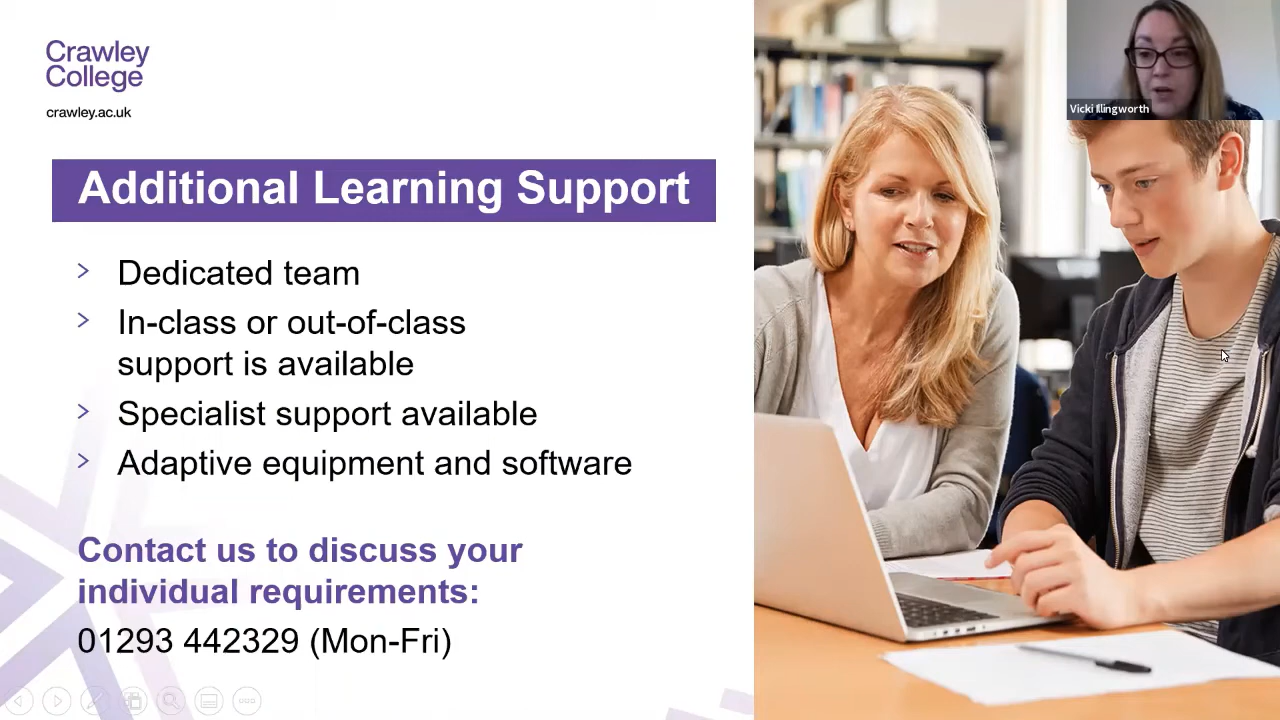 Crawley
College
crawley.ac.uk
Vicki Illingworth
Additional Learning Support
Dedicated team
In-class or out-of-class
support is available
Specialist support available
Adaptive equipment and software
Contact us to discuss your
individual requirements:
01293 442329 (Mon-Fri)